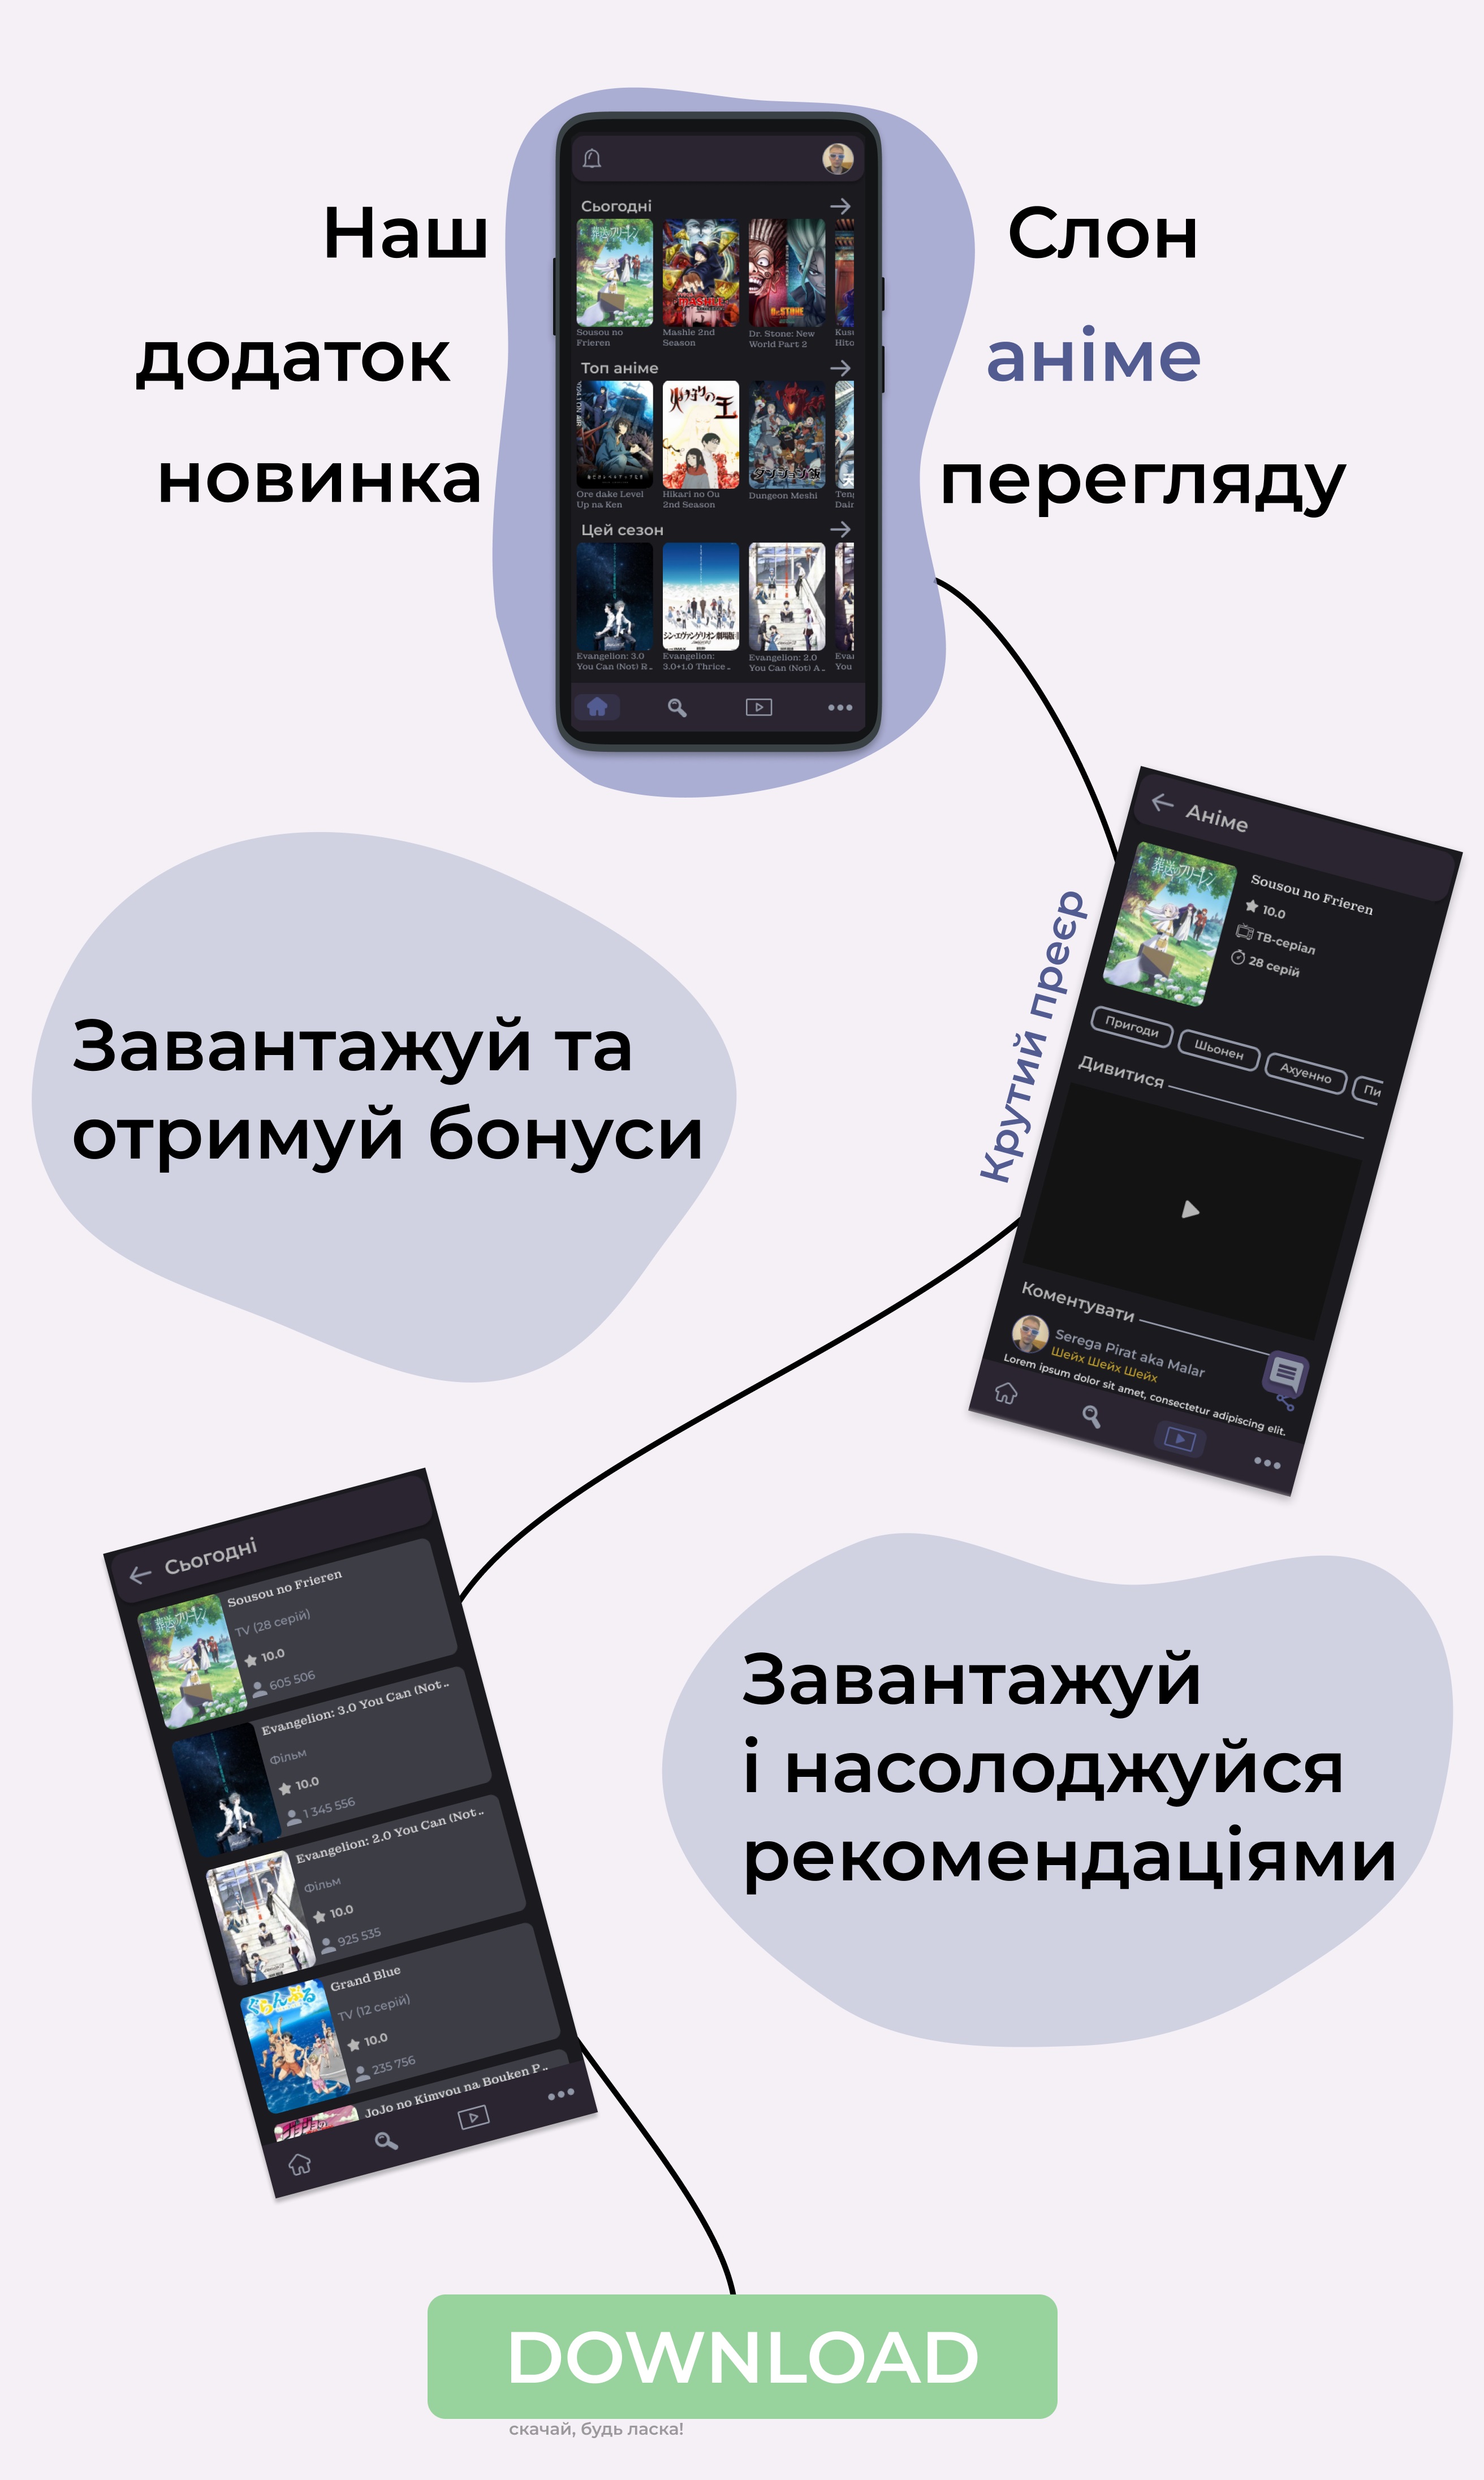 Наш
Слон
додаток
аніме
новинка
перегляду
Сьогодні
Sousou no
Frieren
Mashle 2nd
Season
Dr. Stone: New
World Part 2
Топ аніме
Ore dake Level
Up na Ken
Hikari no Ou
2nd Season
Dungeon Meshi
Цей сезон
Evangelion: 3.0
You Can (Not) R..
Evangelion:
3.0+1.0 Thrice ..
Evangelion: 2.0
You Can (Not) A..
Аніме
Sousou no Frieren
10.0
ТВ-серіал
28 серій
Пригоди
Шьонен
Ахуенно
Пи
Дивитися
Крутий преєр
Коментувати
Serega Pirat aka Malar
Шейх Шейх Шейх
Lorem ipsum dolor sit amet, consectetur adipiscing elit.
Завантажуй та
отримуй бонуси
Сьогодні
Sousou no Frieren
TV (28 серій)
10.0
605 506
Evangelion: 3.0 You Can (Not..
Фільм
10.0
1 345 556
Evangelion: 2.0 You Can (Not..
Фільм
10.0
925 535
Grand Blue
TV (12 серій)
10.0
235 756
JoJo no Kimyou na Bouken P..
Завантажуй
і насолоджуйся
рекомендаціями
DOWNLOAD
скачай, будь ласка!